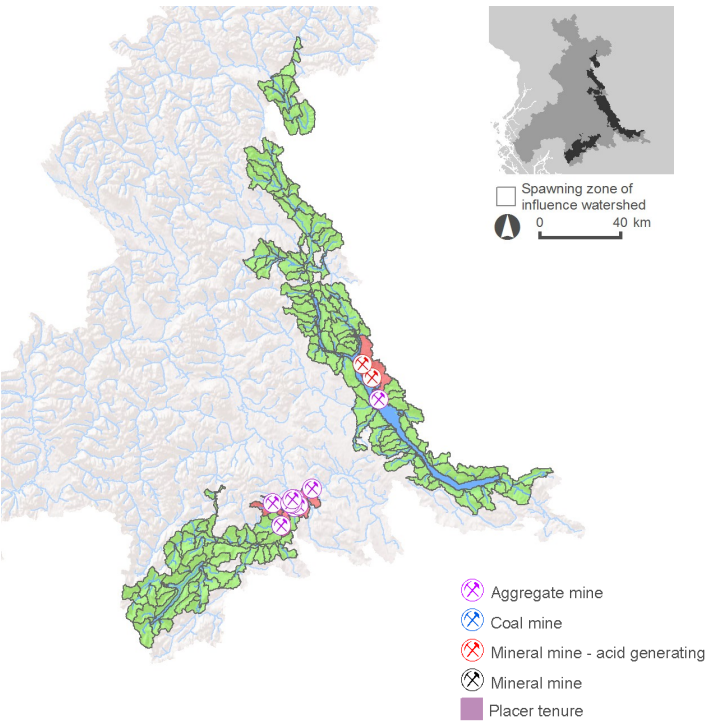 Spawning zone of
influence watershed
0 40 km
Aggregate mine
Coal mine
Mineral mine - acid generating
Mineral mine
Placer tenure